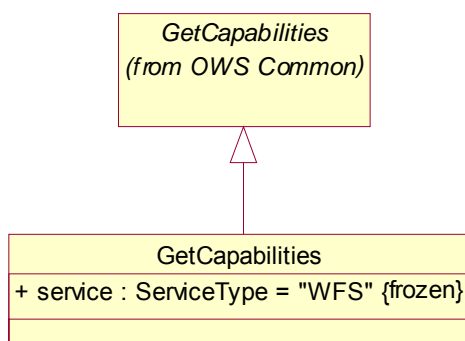 GetCapabilities
(from OWS Common)
GetCapabilities
+ service : ServiceType = "WFS" {frozen}